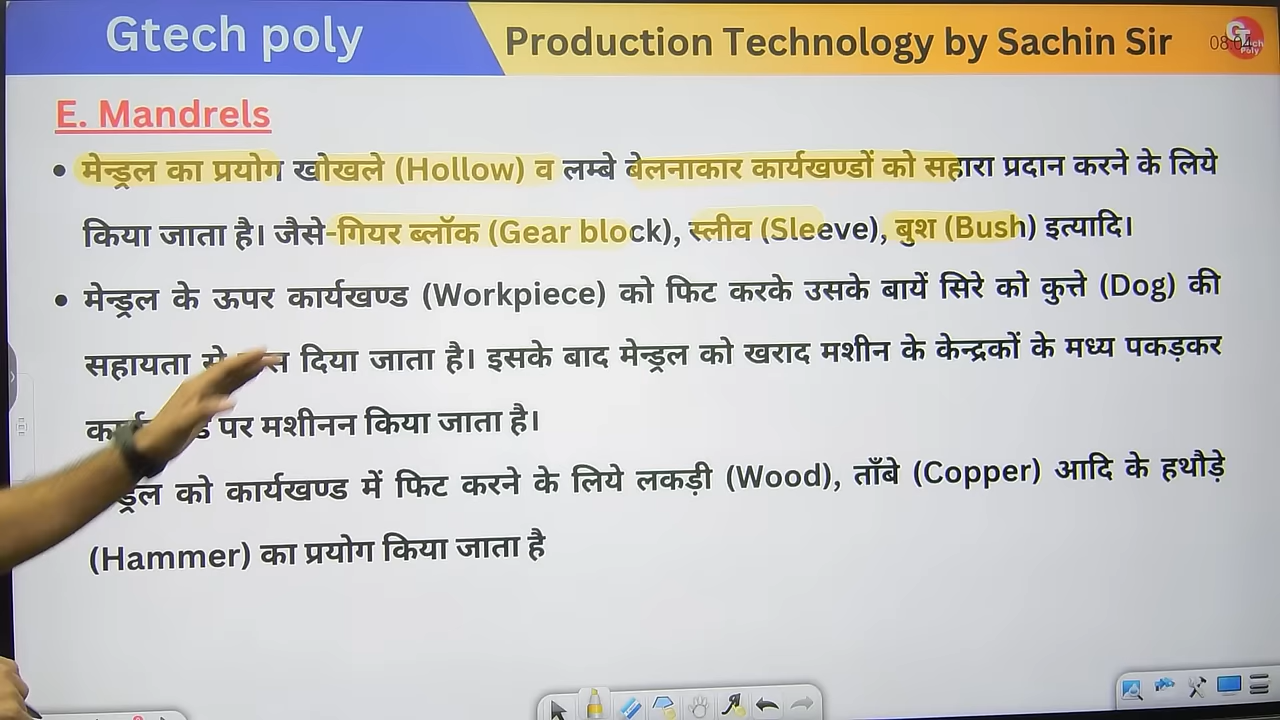 Gtech poly
Production Technology by Sachin Sir
E. Mandrels
• मेन्ड्रल का प्रयोग खोखले (Hollow) व लम्बे बेलनाकार कार्यखण्डों को सहारा प्रदान करने के लिये
किया जाता है। जैसे-गियर ब्लॉक (Gear block), स्लीव (Sleeve), बुश (Bush) इत्यादि।
• मेन्ड्रल के ऊपर कार्यखण्ड (Workpiece) को फिट करके उसके बायें सिरे को कुत्ते (Dog) की
सहायता दिया जाता है। इसके बाद मेन्ड्रल को खराद मशीन के केन्द्रकों के मध्य पकड़कर
पर मशीनन किया जाता है।
को कार्यखण्ड में फिट करने के लिये लकड़ी (Wood), ताँबे (Copper) आदि के हथौड़े
(Hammer) का प्रयोग किया जाता है